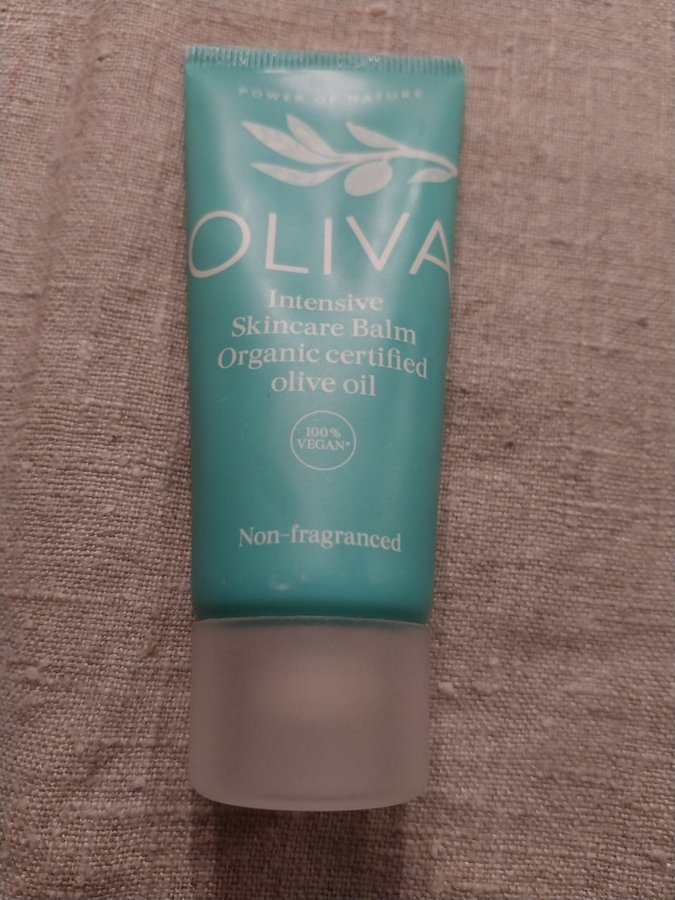 POWER OF NATURE
OLIVA
Intensive
Skincare Balm
Organic certified
olive oil
100%
VEGAN*
Non-fragranced